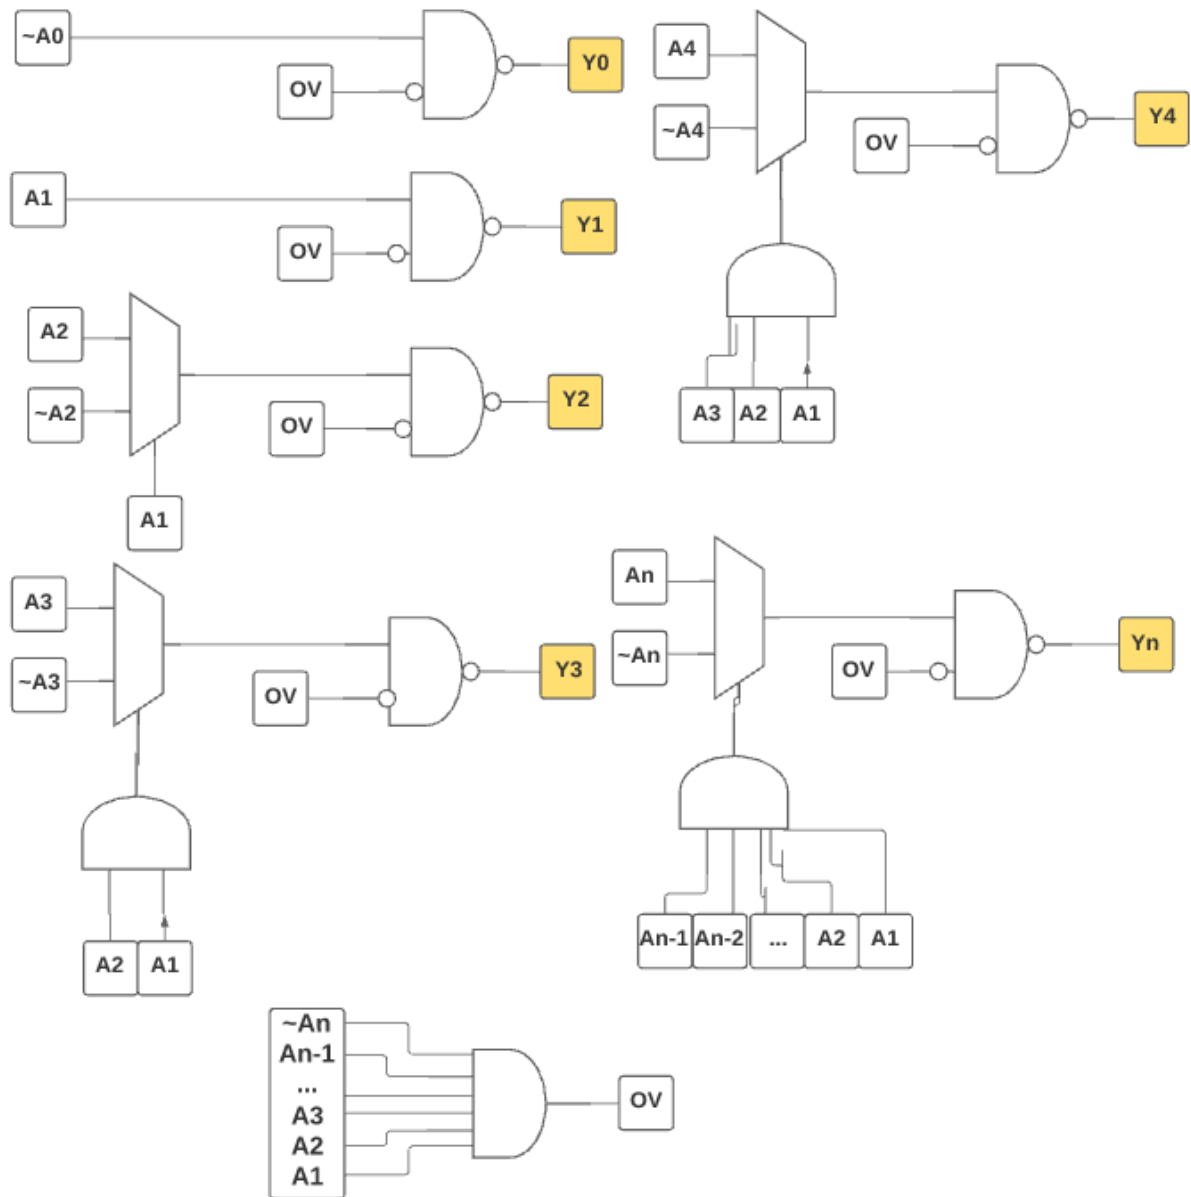 ~A0
OV
Y0
A1
OV
Y1
A2
~A2
OV
Y2
A1
A3
~A3
OV
Y3
A2 A1
A4
~A4
OV
Y4
A3 A2 A1
An
~An
OV
Yn
An-1 An-2 ... A2 A1
~An
An-1
...
A3
A2
A1
OV